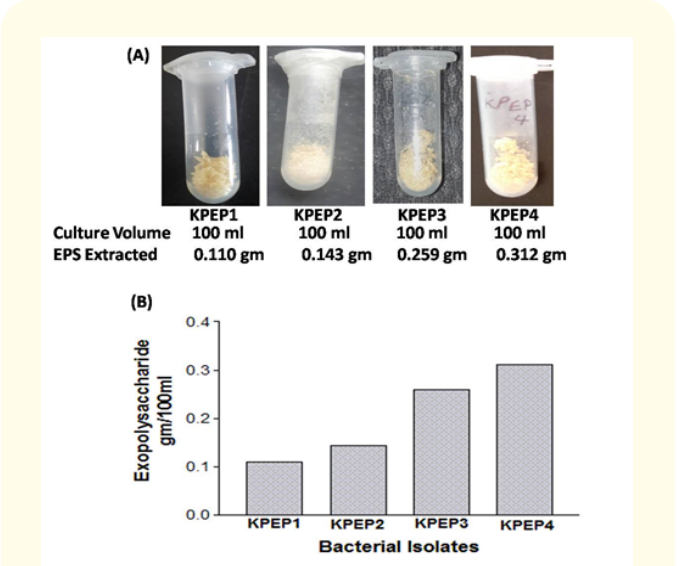 (A)
KPEP
4
KPEP1 KPEP2 KPEP3 KPEP4
Culture Volume 100 ml 100 ml 100 ml 100 ml
EPS Extracted 0.110 gm 0.143 gm 0.259 gm 0.312 gm
(B)
Exopolysaccharide
gm/100ml
0.4
0.3
0.2
0.1
0.0
KPEP1 KPEP2 KPEP3 KPEP4
Bacterial Isolates